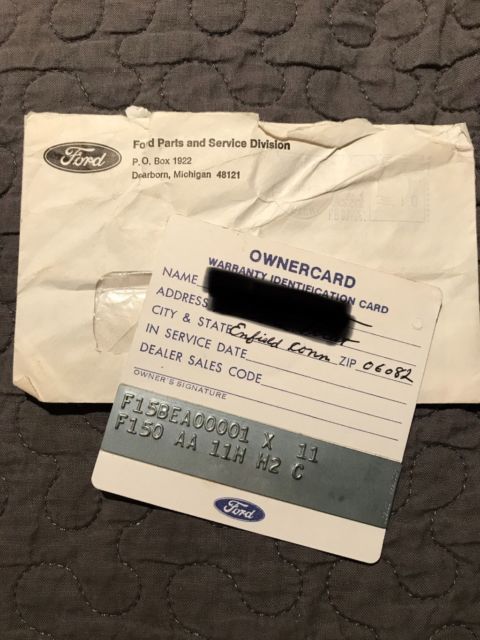 Ford
Ford Parts and Service Division
P.O. Box 1922
Dearborn, Michigan 48121
OWNERCARD
WARRANTY IDENTIFICATION CARD
NAME
ADDRESS
CITY & STATE Enfield Conn ZIP 06082
IN SERVICE DATE
DEALER SALES CODE
OWNER'S SIGNATURE
F15BEA00001 X 11
F150 AA 11H H2 C
Ford